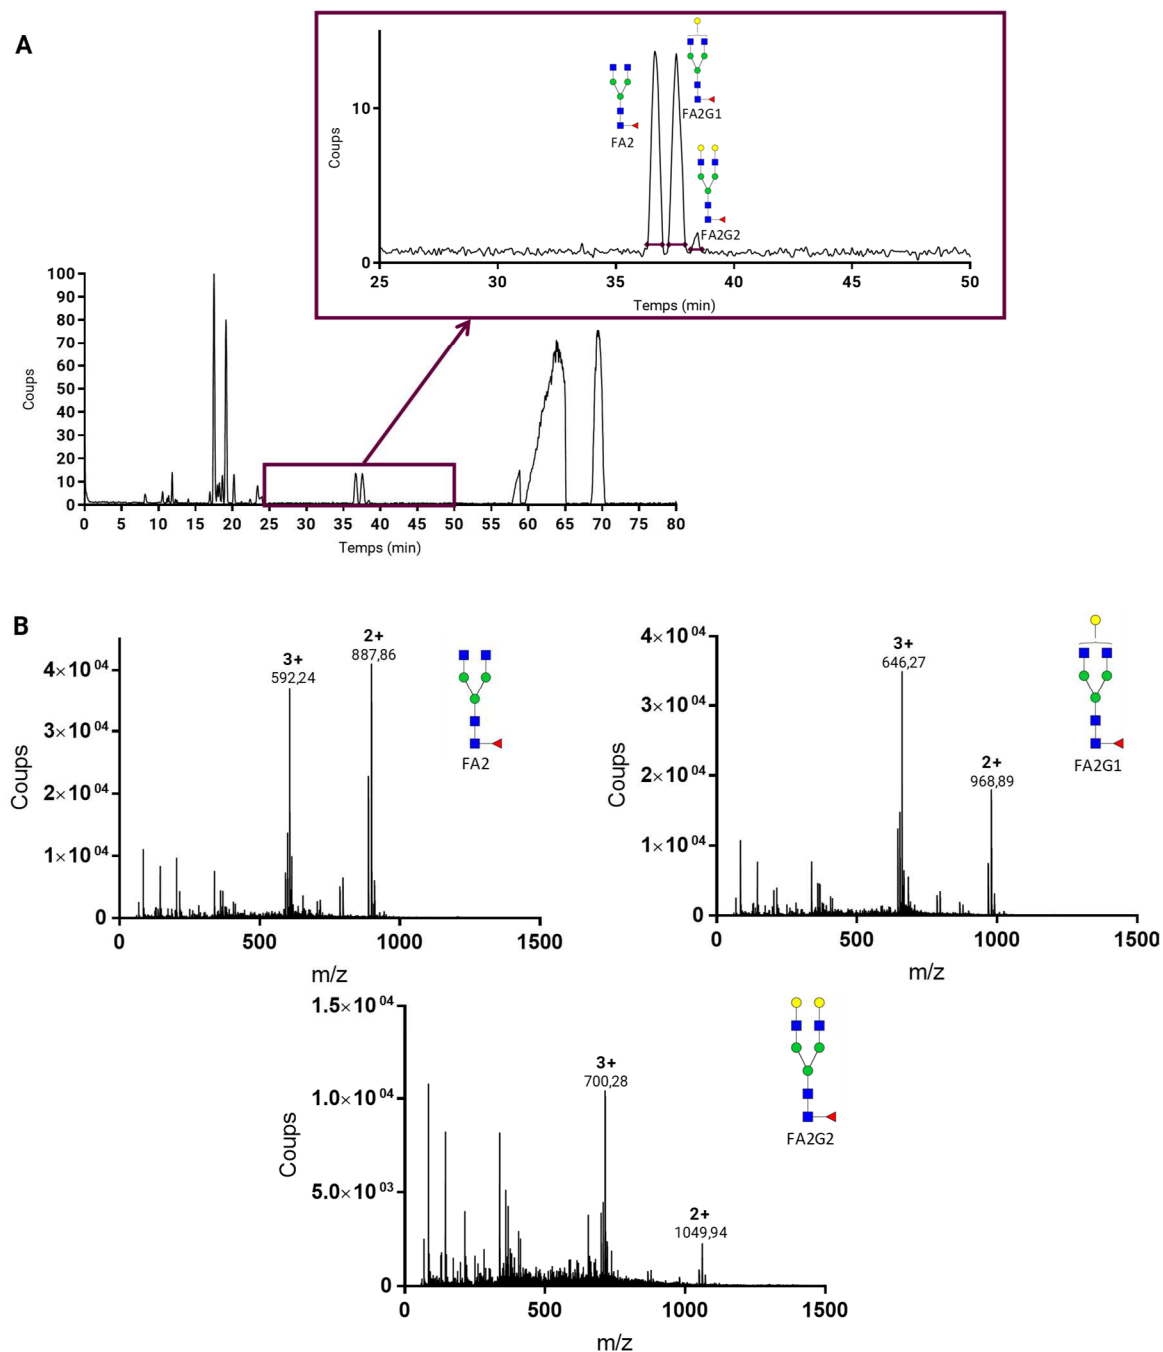 A
Coups
10
0
FA2
FA2G1
FA2G2
25 30 35 40 45 50
Temps (min)
Coups
100
90
80
70
60
50
40
30
20
10
0
0 5 10 15 20 25 30 35 40 45 50 55 60 65 70 75 80
Temps (min)
B
Coups
4×10 04
3×10 04
2×10 04
1×10 04
0
3+
592,24
2+
887,86
FA2
0 500 1000 1500
m/z
Coups
4×10 04
3×10 04
2×10 04
1×10 04
0
3+
646,27
2+
968,89
FA2G1
0 500 1000 1500
m/z
Coups
1.5×10 04
1.0×10 04
5.0×10 03
0
3+
700,28
2+
1049,94
FA2G2
0 500 1000 1500
m/z